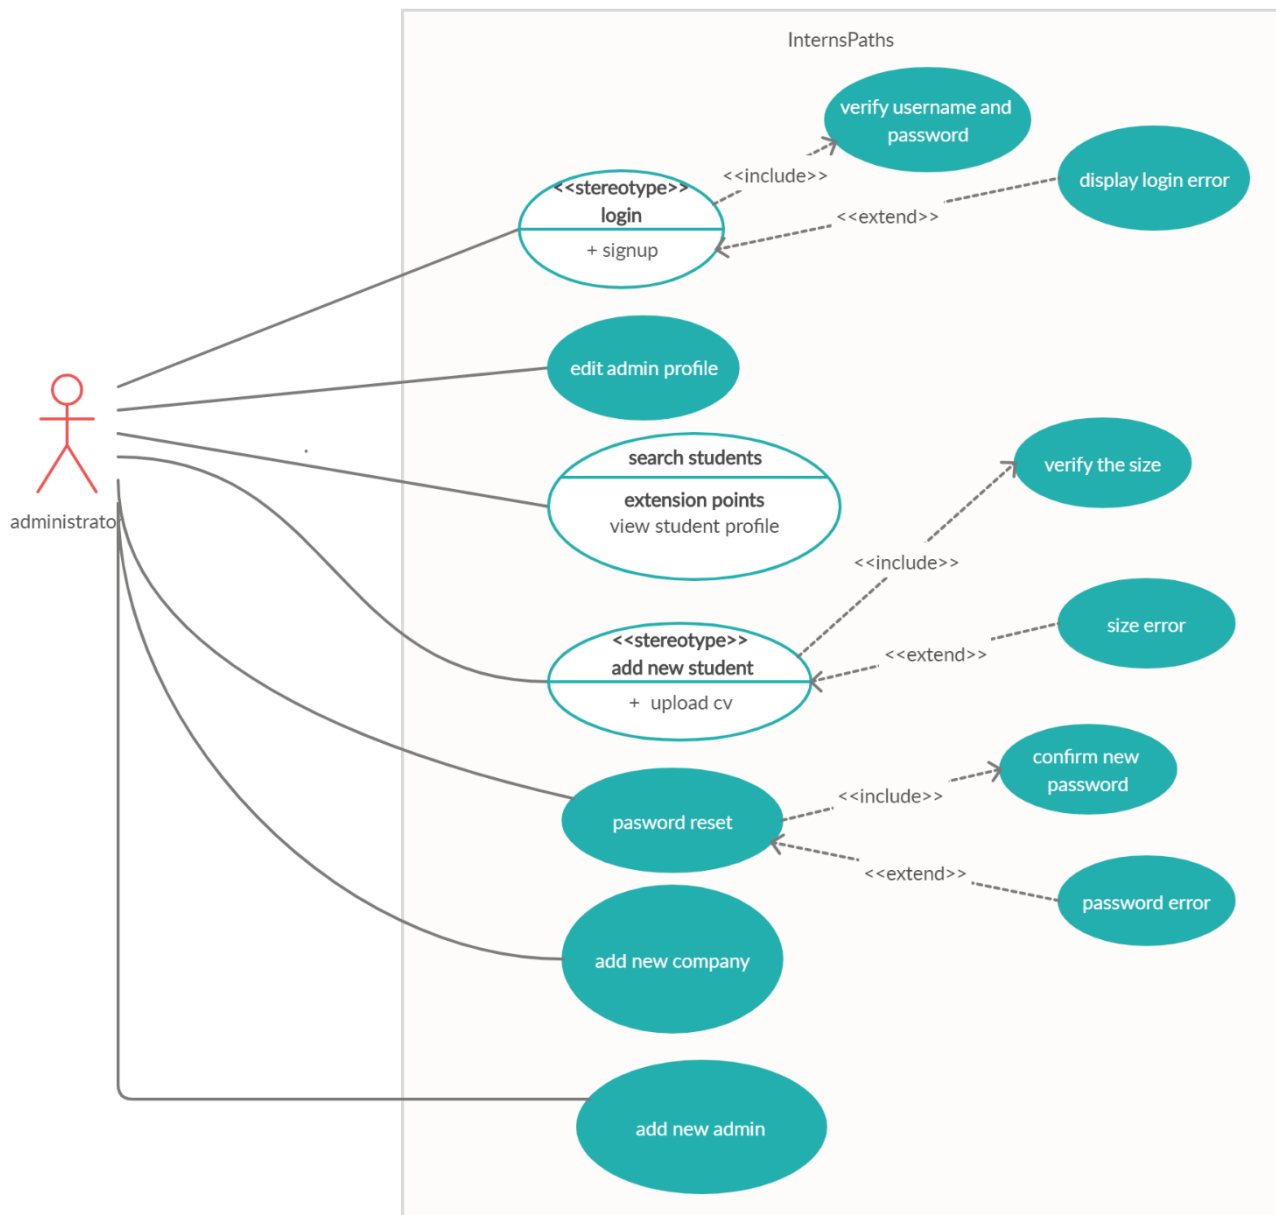 InternsPaths
verify username and
password
display login error
<<include>>
<<extend>>
<<stereotype>>
login
+ signup
edit admin profile
administrator
search students
extension points
view student profile
verify the size
<<include>>
size error
<<extend>>
<<stereotype>>
add new student
+ upload cv
confirm new
password
<<include>>
pasword reset
<<extend>>
password error
add new company
add new admin